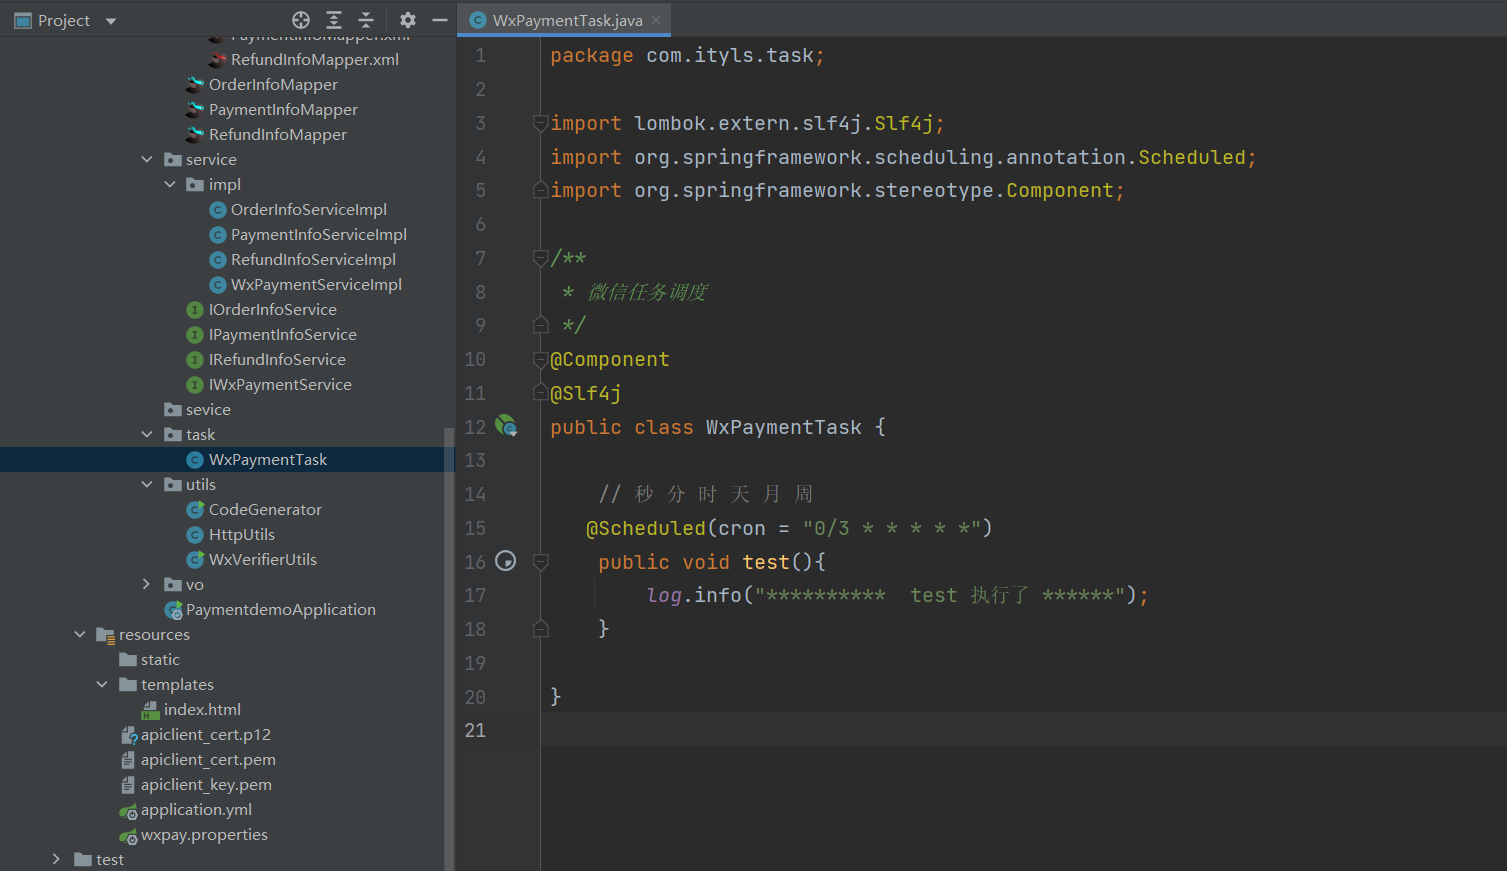 Project
PaymentInfoMapper.xml
RefundInfoMapper.xml
OrderInfoMapper
PaymentInfoMapper
RefundInfoMapper
service
impl
OrderInfoServiceImpl
PaymentInfoServiceImpl
RefundInfoServiceImpl
WxPaymentServiceImpl
IOrderInfoService
IPaymentInfoService
IRefundInfoService
IWxPaymentService
sevice
task
WxPaymentTask
utils
CodeGenerator
HttpUtils
WxVerifierUtils
vo
PaymentdemoApplication
resources
static
templates
index.html
apiclient_cert.p12
apiclient_cert.pem
apiclient_key.pem
application.yml
wxpay.properties
test
WxPaymentTask.java
1 package com.ityls.task;
2
3 import lombok.extern.slf4j.Slf4j;
4 import org.springframework.scheduling.annotation.Scheduled;
5 import org.springframework.stereotype.Component;
6
7 /**
8 * 微信任务调度
9 */
10 @Component
11 @Slf4j
12 public class WxPaymentTask {
13
14 // 秒 分 时 天 月 周
15 @Scheduled(cron = "0/3 * * * * *")
16 public void test(){
17 log.info("********** test 执行了 ******");
18 }
19
20 }
21